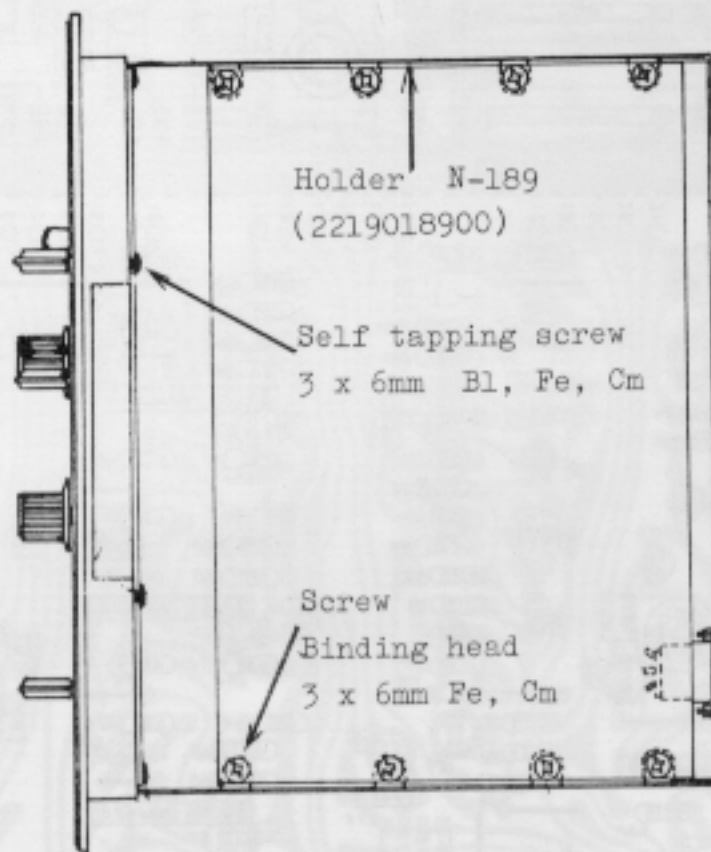 Holder N-189
(2219018900)
Self tapping screw
3 x 6mm Bl, Fe, Cm
Screw
Binding head
3 x 6mm Fe, Cm